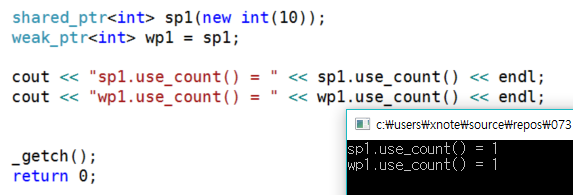 shared_ptr<int> sp1(new int(10));
weak_ptr<int> wp1 = sp1;
cout << "sp1.use_count() = " << sp1.use_count() << endl;
cout << "wp1.use_count() = " << wp1.use_count() << endl;
_getch();
return 0;
c:₩users₩xnote₩source₩repos₩073
sp1.use_count() = 1
wp1.use_count() = 1